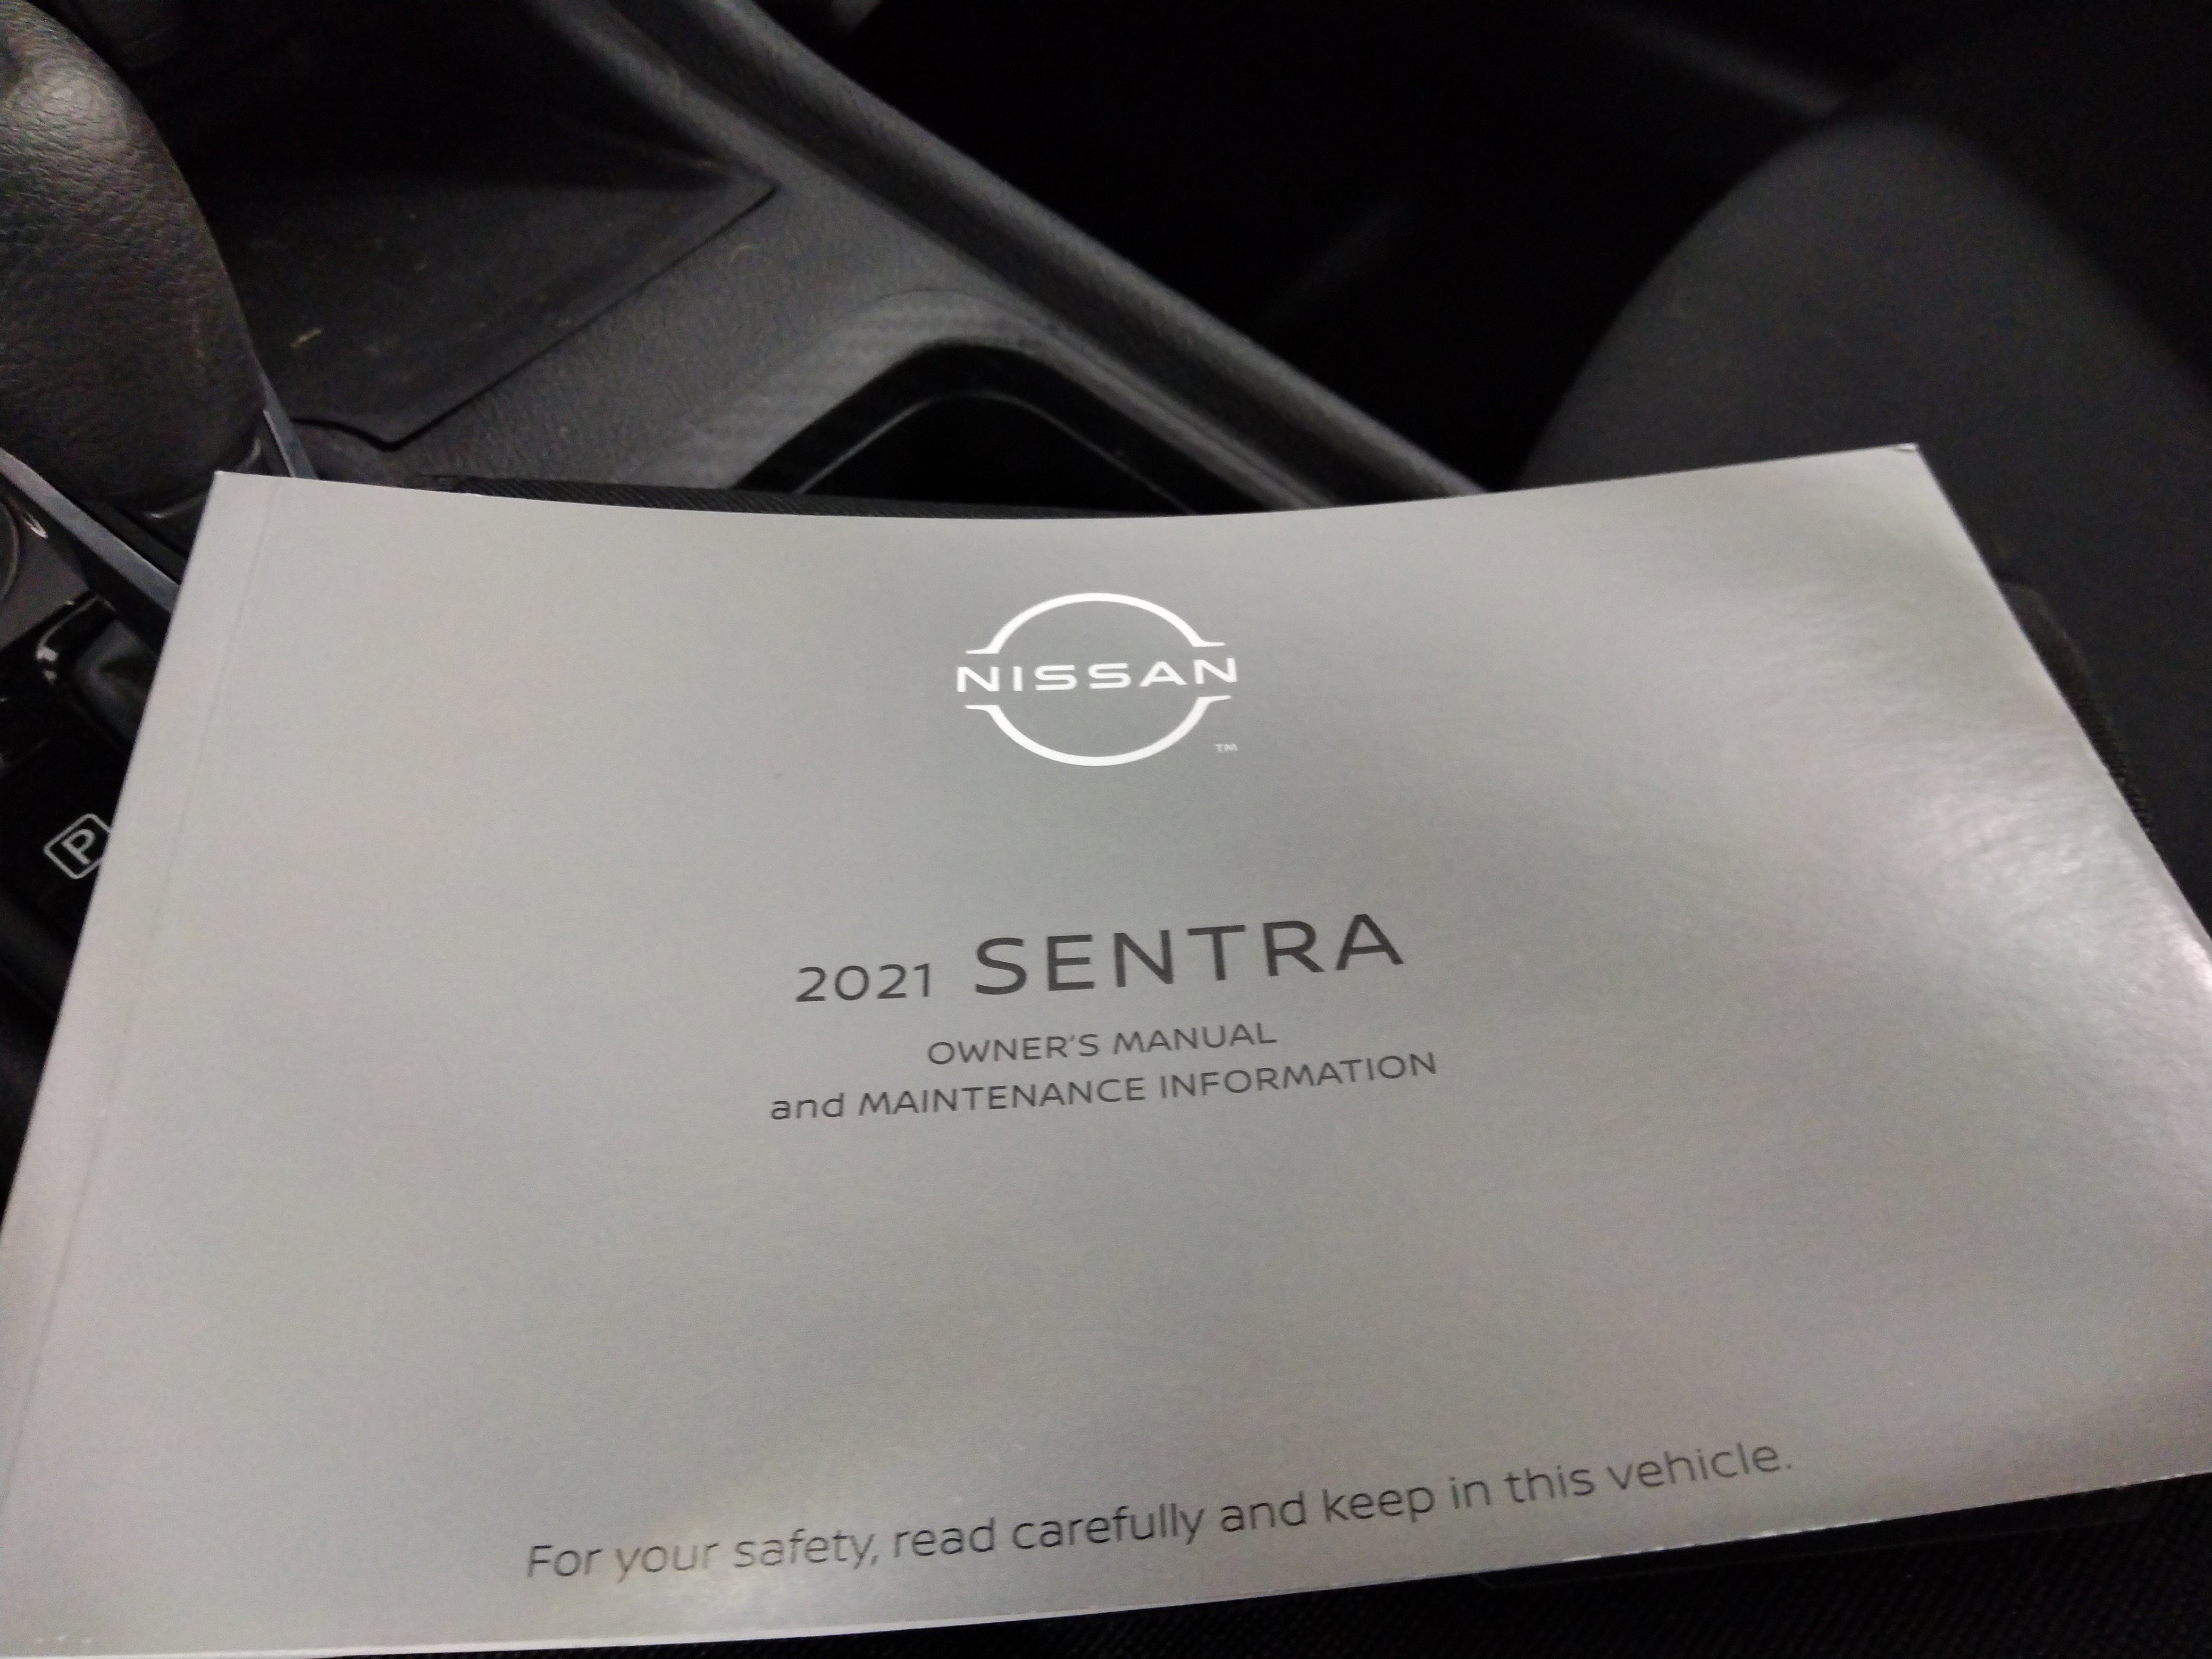 NISSAN
TM
2021 SENTRA
OWNER'S MANUAL
and MAINTENANCE INFORMATION
For your safety, read carefully and keep in this vehicle.
P